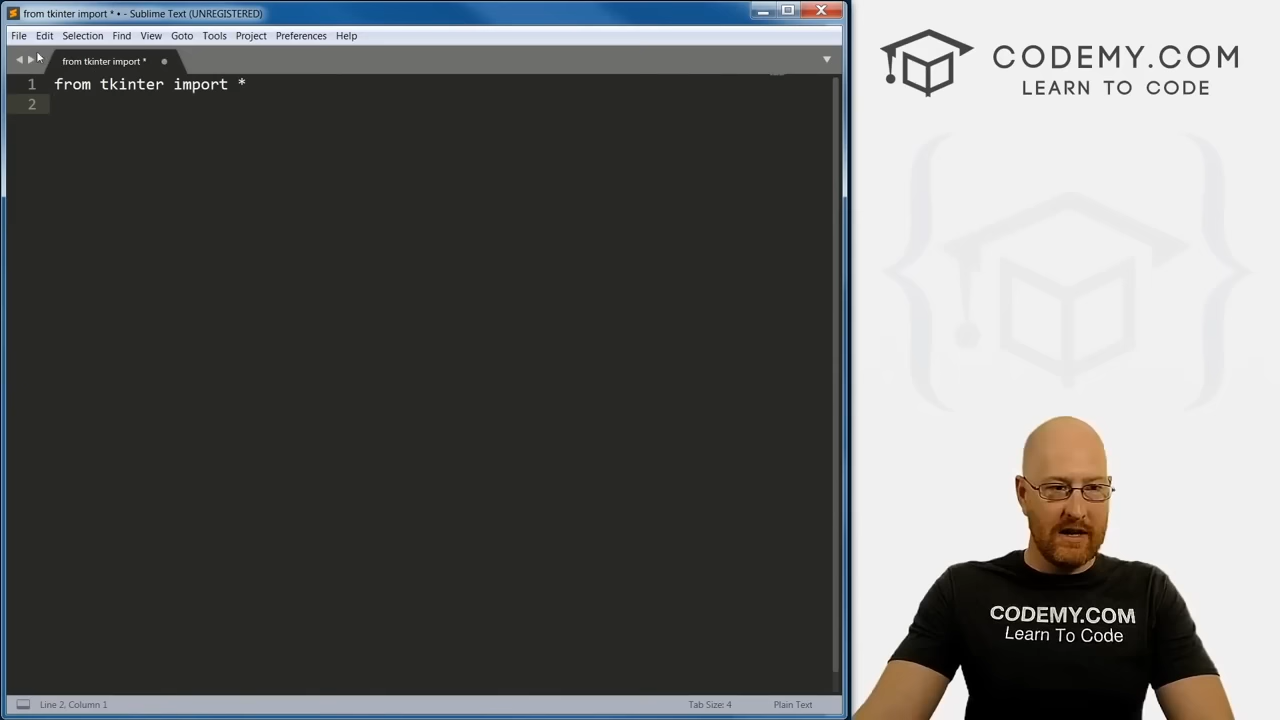 from tkinter import * • - Sublime Text (UNREGISTERED)
File Edit Selection Find View Goto Tools Project Preferences Help
from tkinter import *
1 from tkinter import *
2
Line 2, Column 1 Tab Size: 4 Plain Text
CODEMY.COM
LEARN TO CODE
CODEMY.COM
Learn To Code